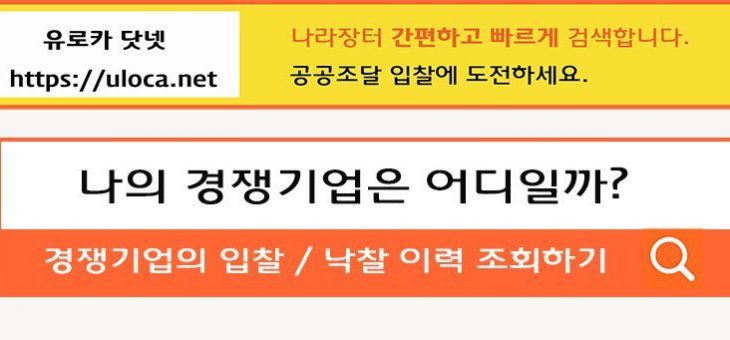 유로카 닷넷
https://uloca.net
나라장터 간편하고 빠르게 검색합니다.
공공조달 입찰에 도전하세요.
나의 경쟁기업은 어디일까?
경쟁기업의 입찰 / 낙찰 이력 조회하기